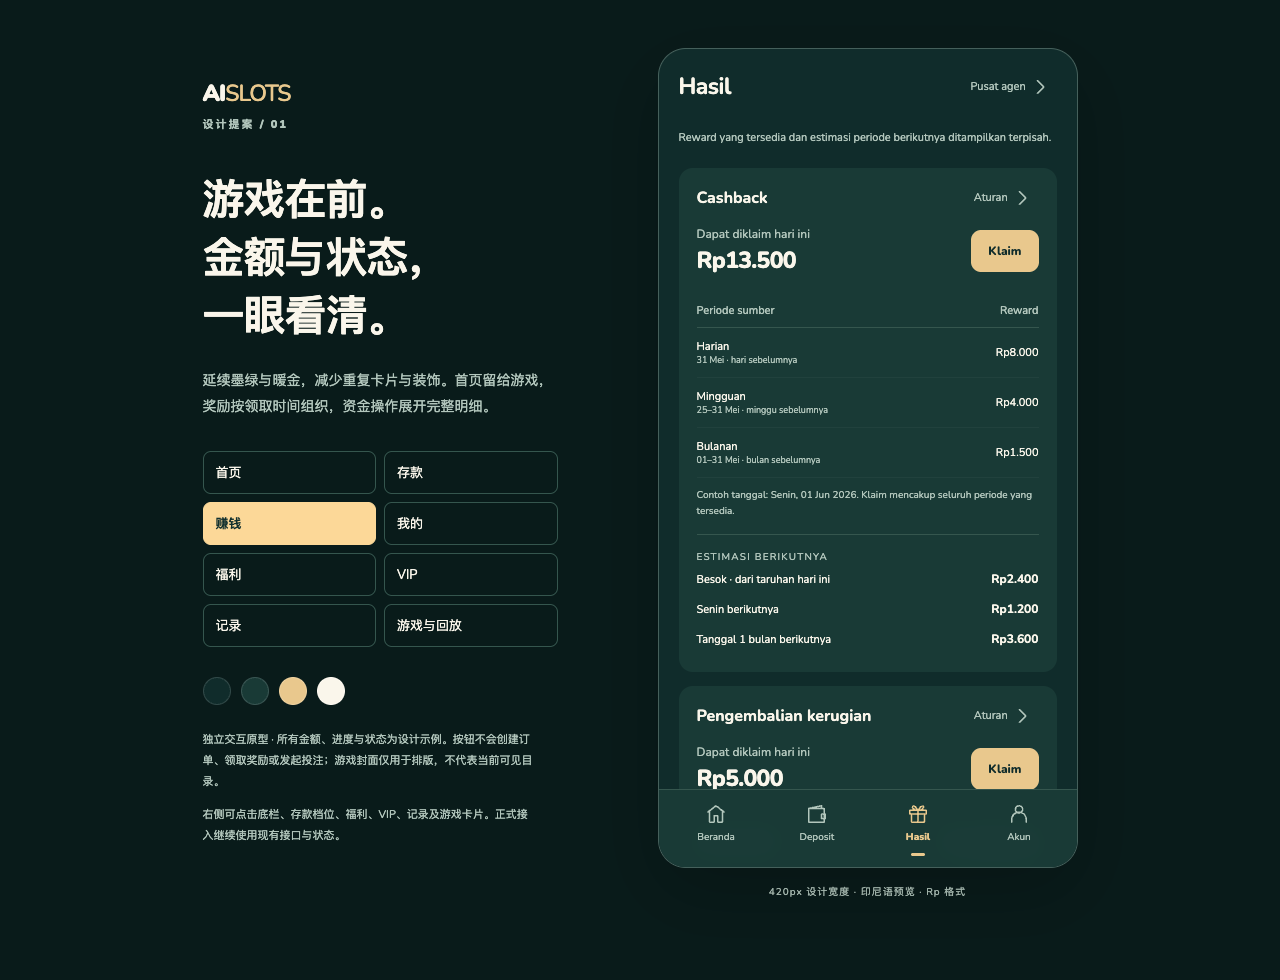 AISLOTS
设计提案 / 01
游戏在前。
金额与状态，
一眼看清。
延续墨绿与暖金，减少重复卡片与装饰。首页留给游戏，
奖励按领取时间组织，资金操作展开完整明细。
首页
存款
赚钱
我的
福利
VIP
记录
游戏与回放
独立交互原型 · 所有金额、进度与状态为设计示例。按钮不会创建订
单、领取奖励或发起投注；游戏封面仅用于排版，不代表当前可见目
录。
右侧可点击底栏、存款档位、福利、VIP、记录及游戏卡片。正式接
入继续使用现有接口与状态。
Hasil
Pusat agen
Reward yang tersedia dan estimasi periode berikutnya ditampilkan terpisah.
Cashback
Aturan
Dapat diklaim hari ini
Rp13.500
Klaim
Periode sumber
Reward
Harian
31 Mei · hari sebelumnya
Rp8.000
Mingguan
25–31 Mei · minggu sebelumnya
Rp4.000
Bulanan
01–31 Mei · bulan sebelumnya
Rp1.500
Contoh tanggal: Senin, 01 Jun 2026. Klaim mencakup seluruh periode yang
tersedia.
ESTIMASI BERIKUTNYA
Besok · dari taruhan hari ini
Rp2.400
Senin berikutnya
Rp1.200
Tanggal 1 bulan berikutnya
Rp3.600
Pengembalian kerugian
Aturan
Dapat diklaim hari ini
Rp5.000
Klaim
Beranda
Deposit
Hasil
Akun
420px 设计宽度 · 印尼语预览 · Rp 格式